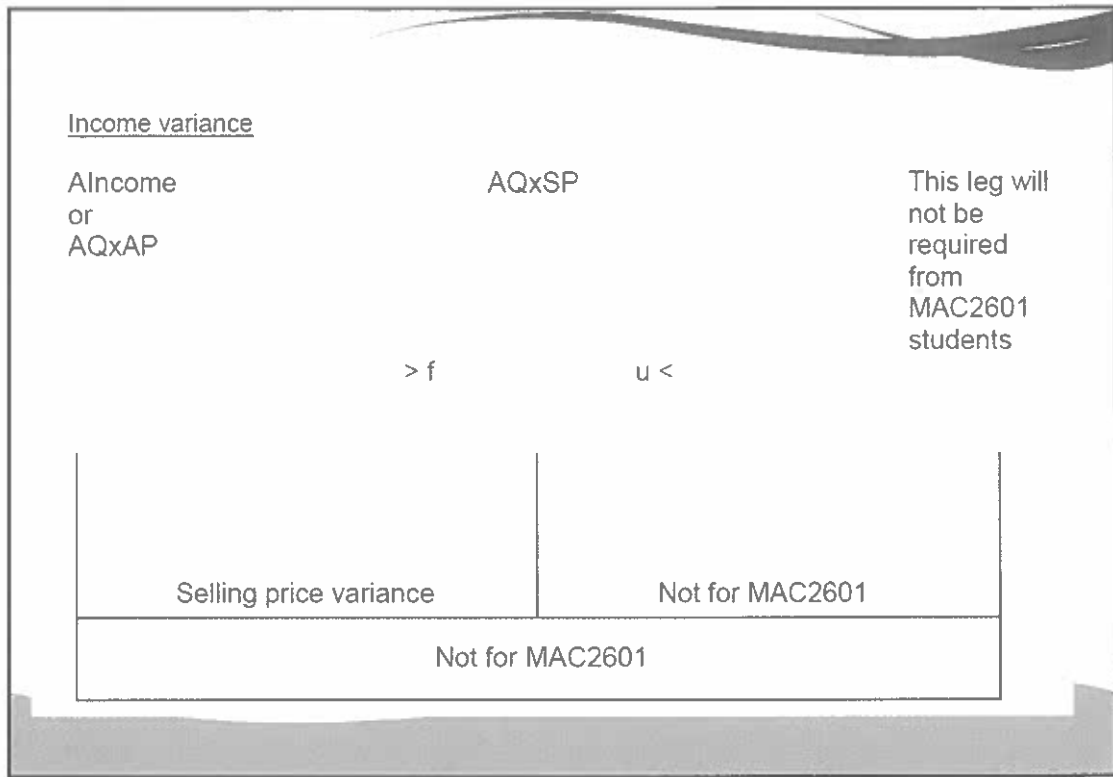 Income variance
AIncome
or
AQxAP
AQxSP
This leg will
not be
required
from
MAC2601
students
> f
u <
Selling price variance
Not for MAC2601
Not for MAC2601